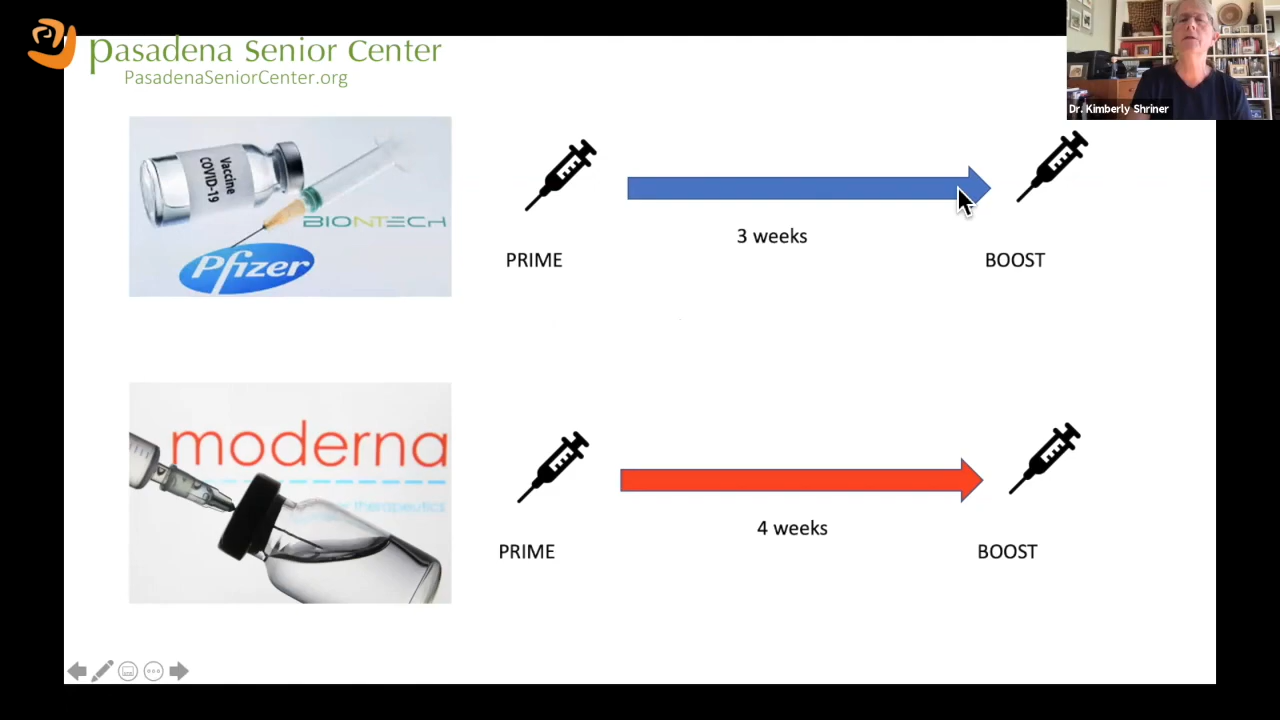 Pasadena Senior Center
PasadenaSeniorCenter.org
Dr. Kimberly Shriner
Vaccine
COVID-19
BIONTECH
Pfizer
PRIME
3 weeks
BOOST
moderna
therapeutics
PRIME
4 weeks
BOOST